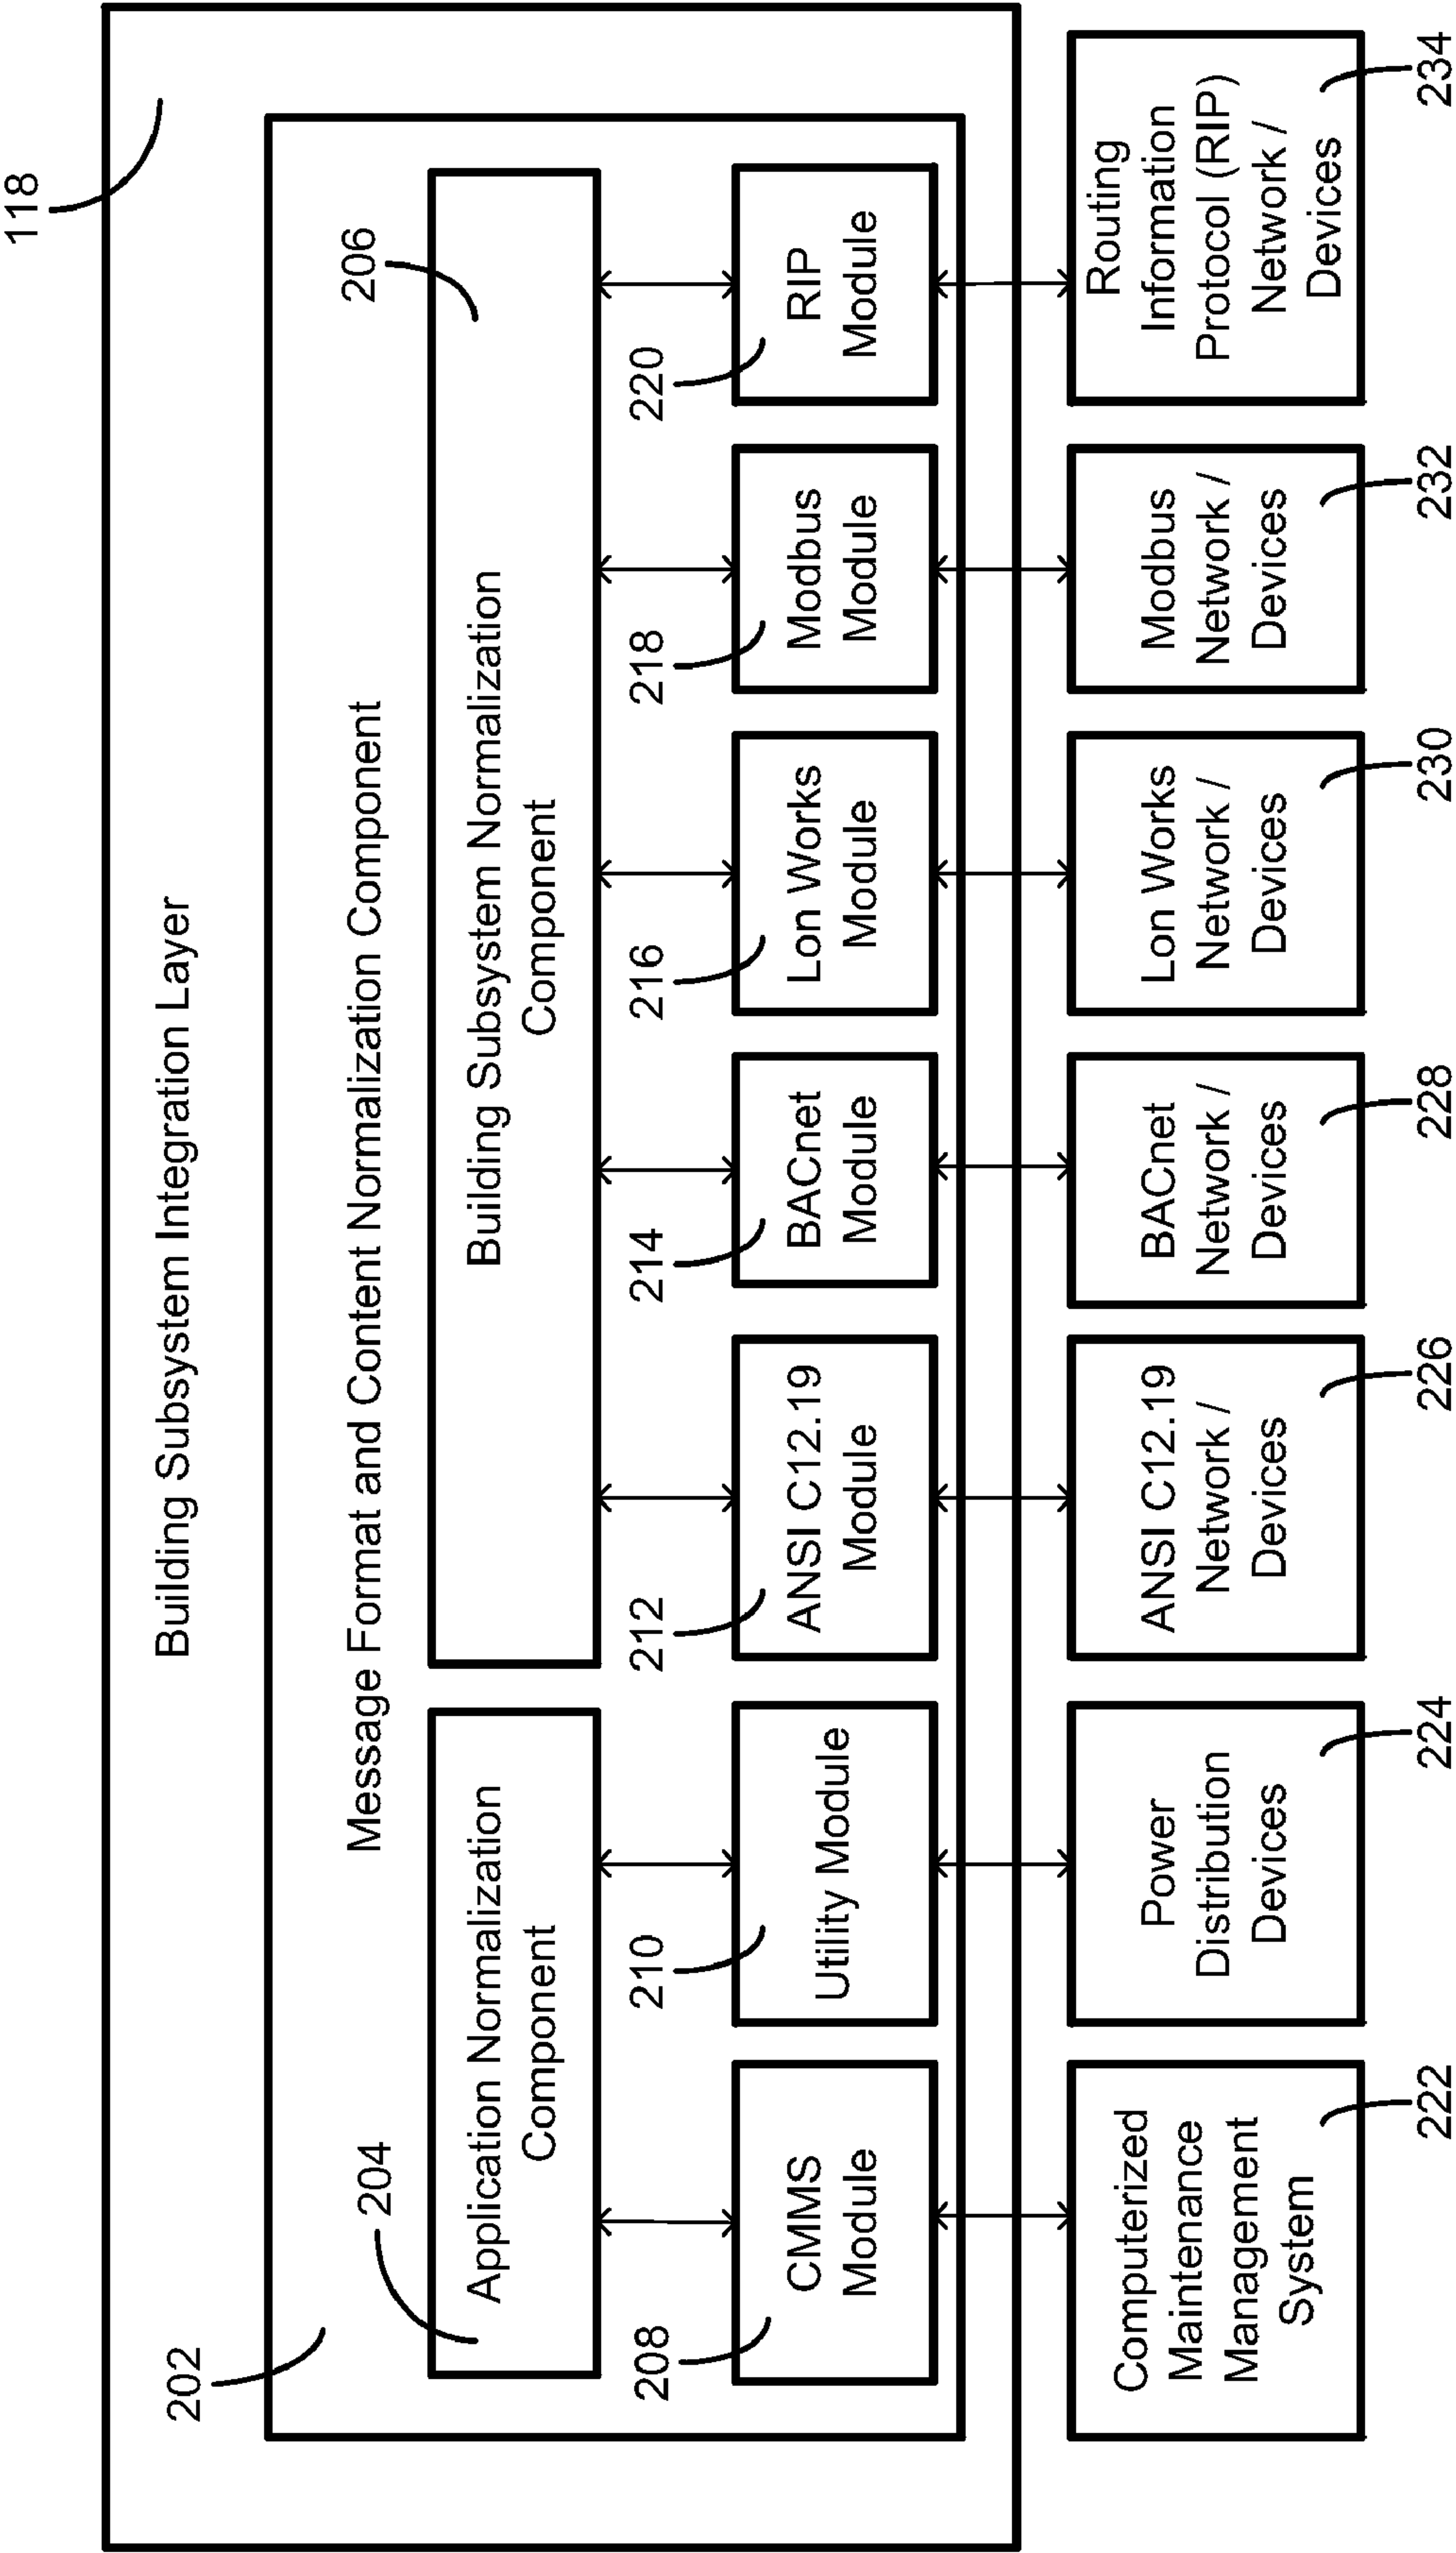 118
Building Subsystem Integration Layer
202
Message Format and Content Normalization Component
204
206
Application Normalization
Component
Building Subsystem Normalization
Component
208
210
212
214
216
218
220
CMMS
Module
Utility Module
ANSI C12.19
Module
BACnet
Module
Lon Works
Module
Modbus
Module
RIP
Module
Computerized
Maintenance
Management
System
Power
Distribution
Devices
ANSI C12.19
Network /
Devices
BACnet
Network /
Devices
Lon Works
Network /
Devices
Modbus
Network /
Devices
Routing
Information
Protocol (RIP)
Network /
Devices
222
224
226
228
230
232
234